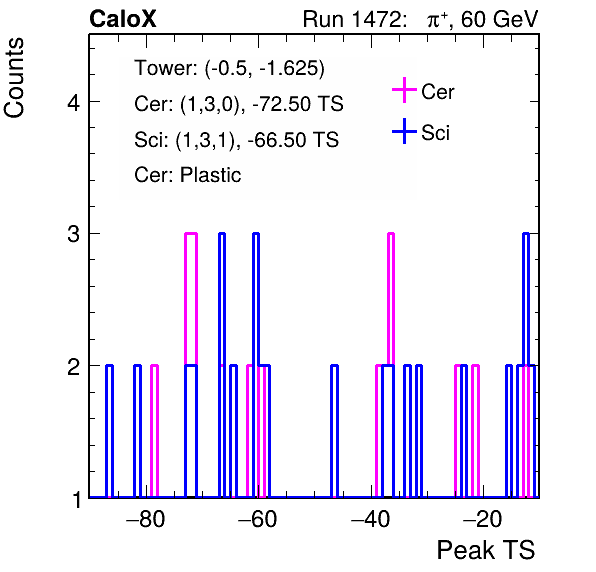 CaloX Run 1472: π⁺, 60 GeV
Counts
Tower: (-0.5, -1.625)
Cer: (1,3,0), -72.50 TS
Sci: (1,3,1), -66.50 TS
Cer: Plastic
Cer
Sci
4
3
2
1
−80 −60 −40 −20
Peak TS